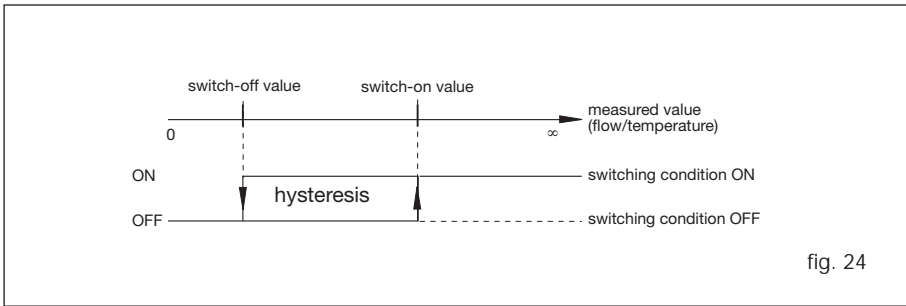 switch-off value
switch-on value
measured value
(flow/temperature)
0
∞
ON
hysteresis
switching condition ON
OFF
switching condition OFF
fig. 24